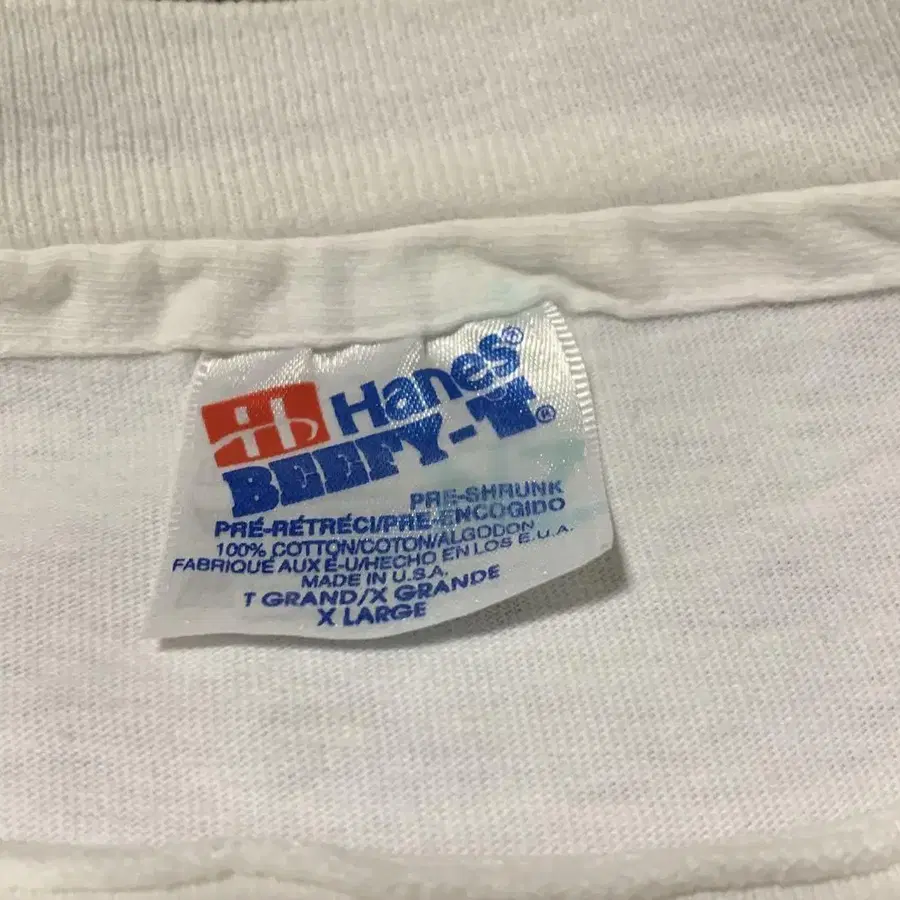 Hanes®
BEEFY-T®
PRE-SHRUNK
PRÉ-RÉTRÉCI/PRE-ENCOGIDO
100% COTTON/COTON/ALGODON
FABRIQUÉ AUX É-U/HECHO EN LOS E.U.A.
MADE IN U.S.A.
T GRAND/X GRANDE
X LARGE